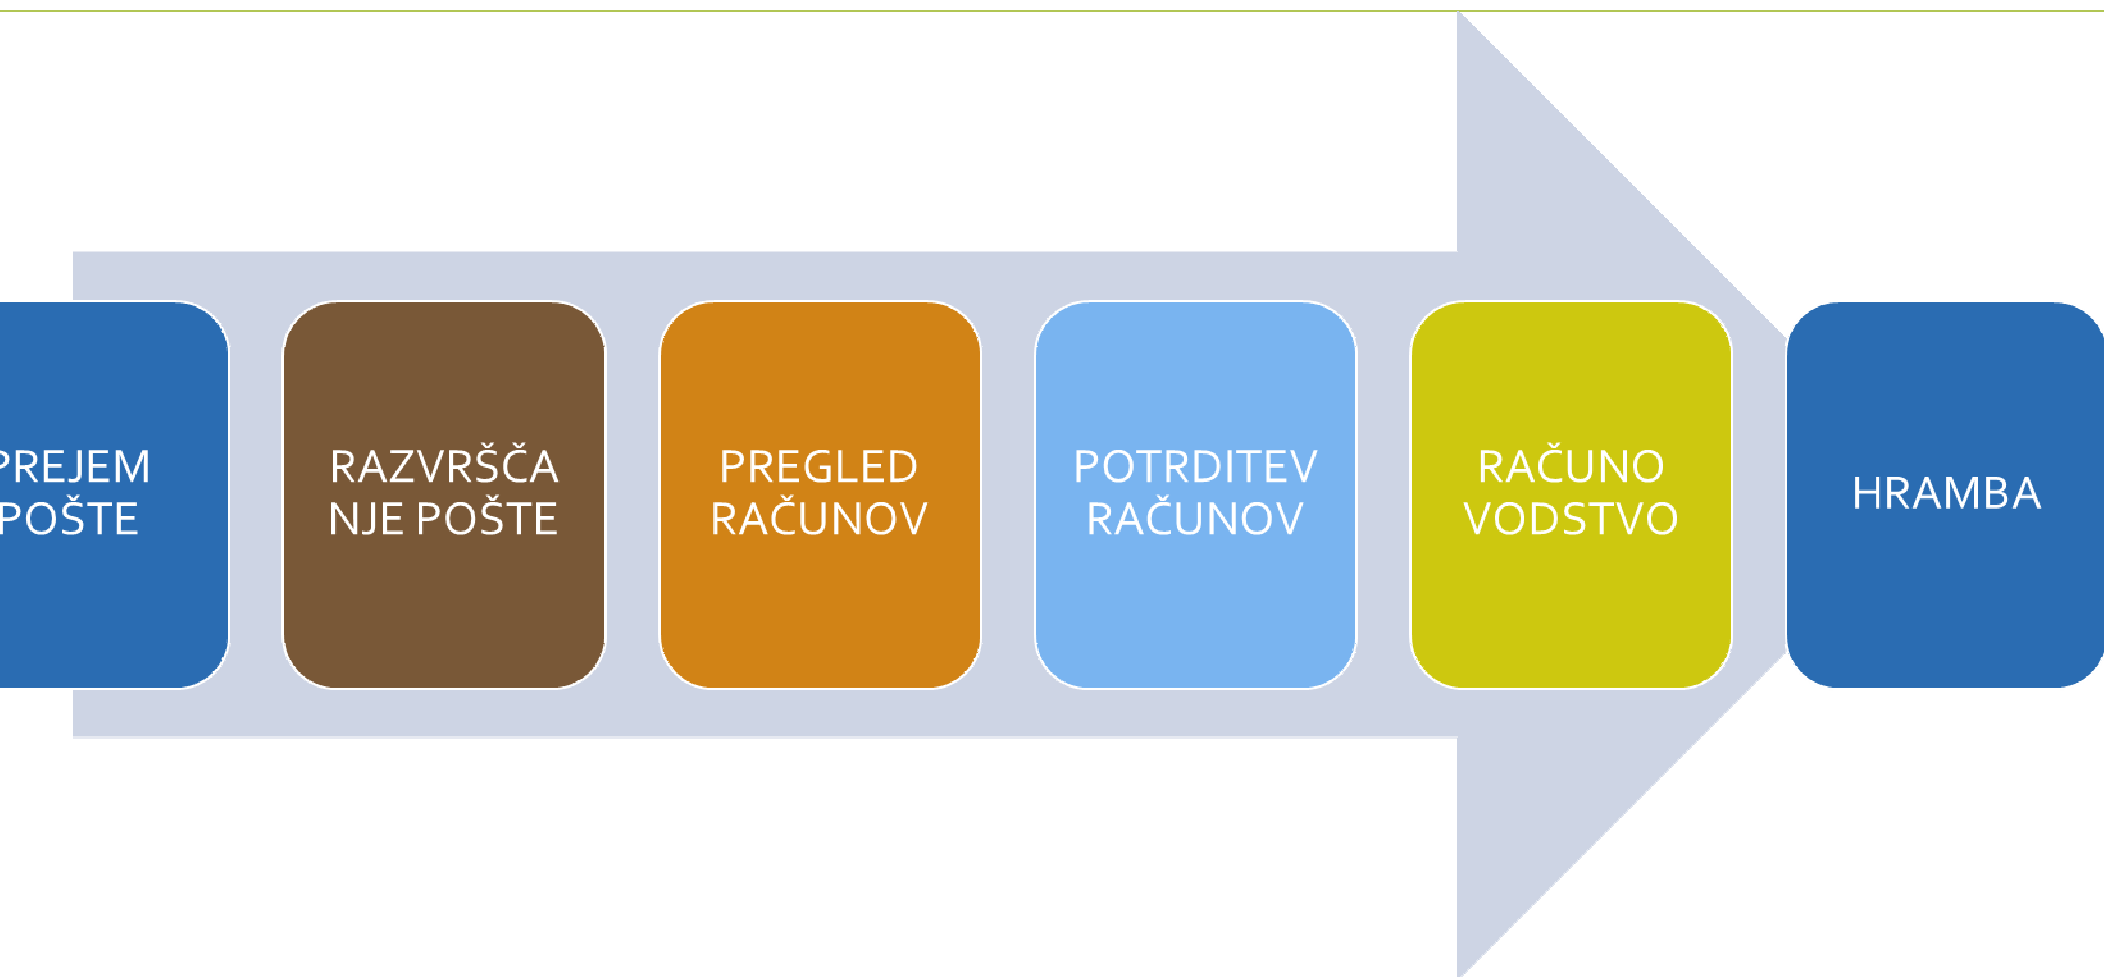 PREJEM
POŠTE
RAZVRŠČA
NJE POŠTE
PREGLED
RAČUNOV
POTRDITEV
RAČUNOV
RAČUNO
VODSTVO
HRAMBA